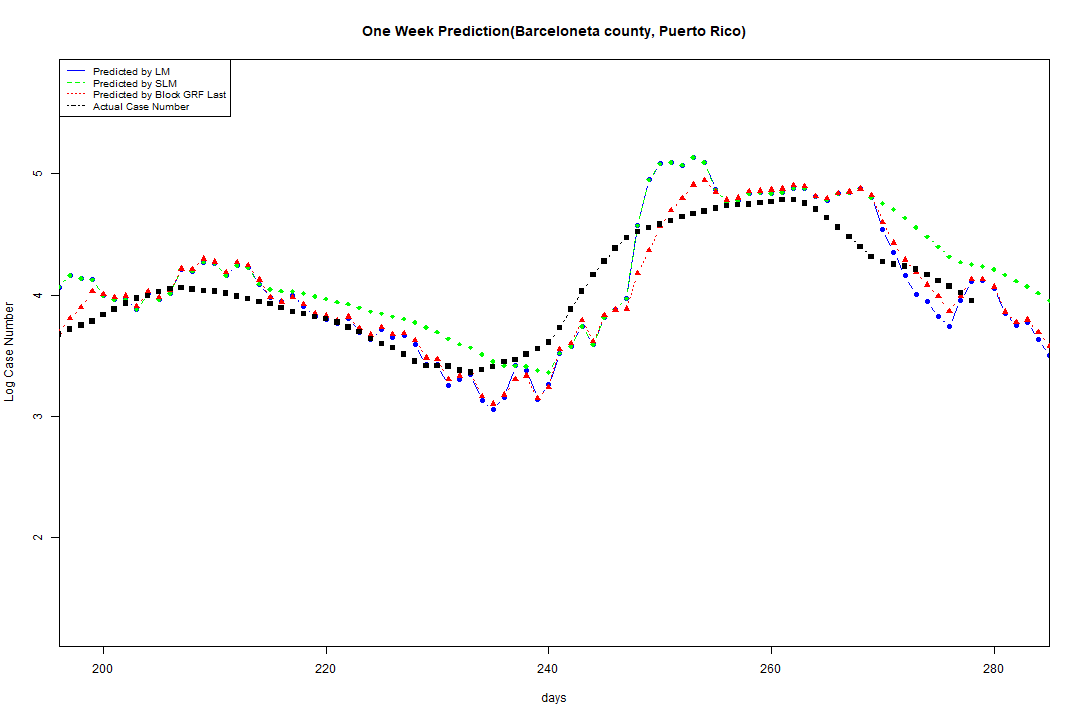 One Week Prediction(Barceloneta county, Puerto Rico)
Predicted by LM
Predicted by SLM
Predicted by Block GRF Last
Actual Case Number
5
4
3
2
Log Case Number
200 220 240 260 280
days